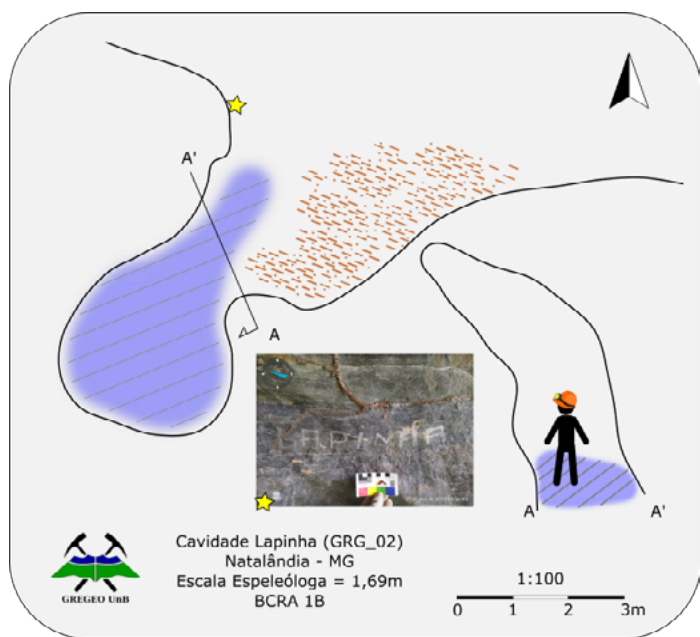 A'
A
LAPINHA
A
A'
GREGEO UnB
Cavidade Lapinha (GRG_02)
Natalândia - MG
Escala Espeleóloga = 1,69m
BCRA 1B
1:100
0 1 2 3m